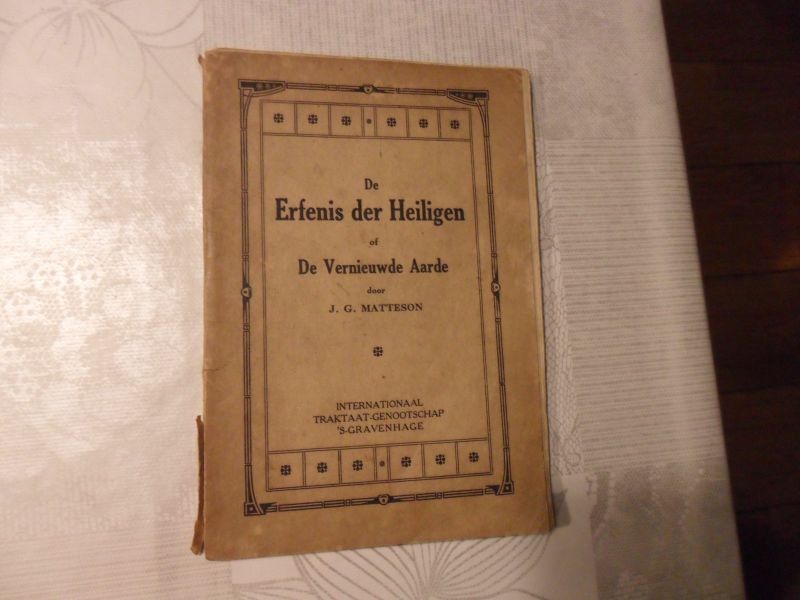 De
Erfenis der Heiligen
of
De Vernieuwde Aarde
door
J. G. MATTESON
INTERNATIONAAL
TRAKTAAT-GENOOTSCHAP
'S-GRAVENHAGE